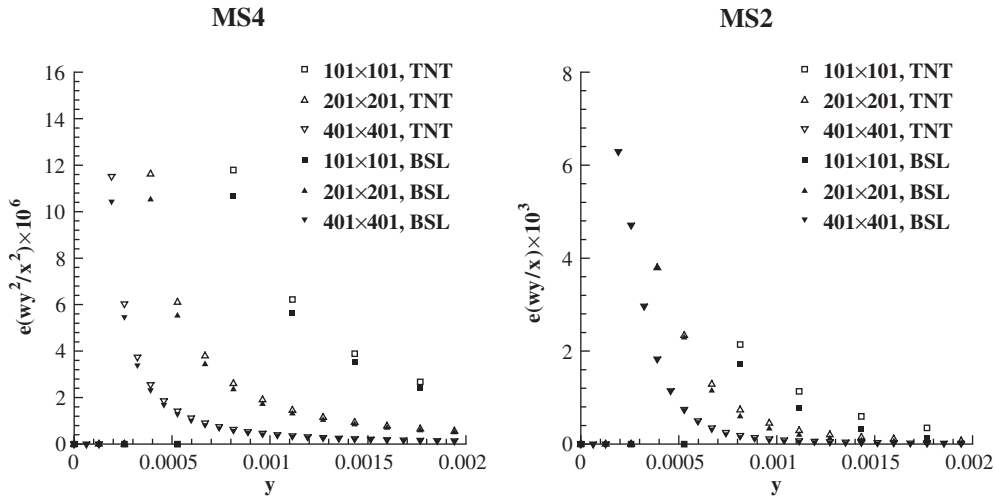 MS4
e(wy²/x²)×10⁶
16
14
12
10
8
6
4
2
0
0
0.0005
0.001
0.0015
0.002
y
101×101, TNT
201×201, TNT
401×401, TNT
101×101, BSL
201×201, BSL
401×401, BSL
MS2
e(wy/x)×10³
8
6
4
2
0
0
0.0005
0.001
0.0015
0.002
y
101×101, TNT
201×201, TNT
401×401, TNT
101×101, BSL
201×201, BSL
401×401, BSL